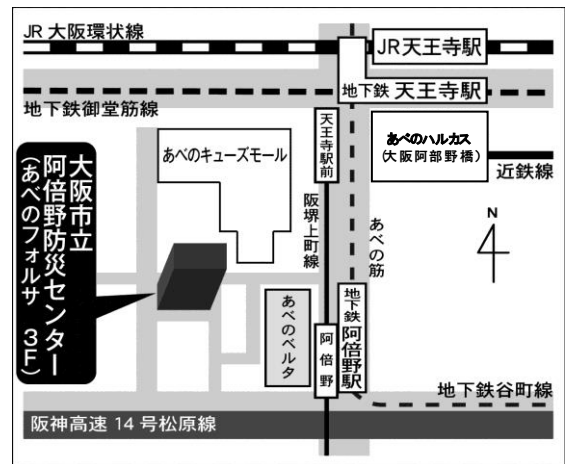 JR 大阪環状線
JR天王寺駅
地下鉄 天王寺駅
地下鉄御堂筋線
天王寺駅前
あべのハルカス
(大阪阿部野橋)
近鉄線
あべのキューズモール
大阪市立
阿倍野防災センター
(あべのフォルサ 3F)
阪堺上町線
あべの筋
N
あべのベルタ
阿倍野
地下鉄
阿倍野駅
地下鉄谷町線
阪神高速 14 号松原線